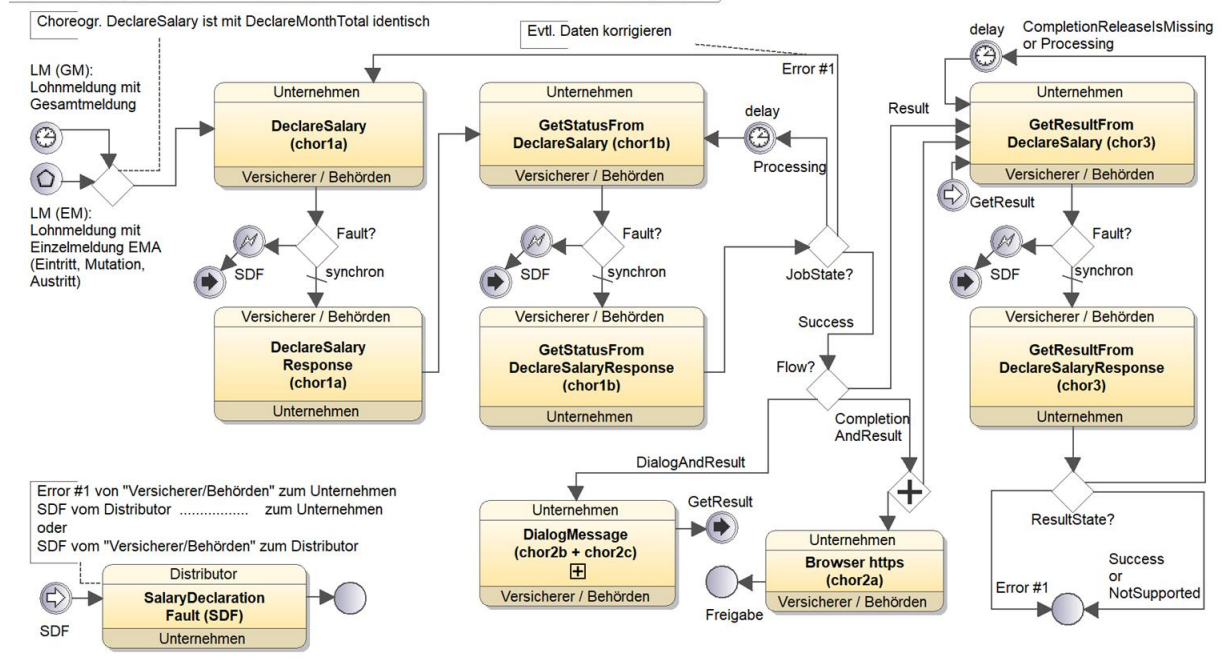 Choreogr. DeclareSalary ist mit DeclareMonthTotal identisch
LM (GM):
Lohnmeldung mit
Gesamtmeldung
LM (EM):
Lohnmeldung mit
Einzelmeldung EMA
(Eintritt, Mutation,
Austritt)
Unternehmen
DeclareSalary
(chor1a)
Versicherer / Behörden
Fault?
SDF
synchron
Versicherer / Behörden
DeclareSalary
Response
(chor1a)
Unternehmen
Evtl. Daten korrigieren
Error #1
Unternehmen
GetStatusFrom
DeclareSalary (chor1b)
Versicherer / Behörden
delay
Processing
Fault?
SDF
synchron
JobState?
Versicherer / Behörden
GetStatusFrom
DeclareSalaryResponse
(chor1b)
Unternehmen
Success
Flow?
Result
Completion
AndResult
DialogAndResult
Unternehmen
DialogMessage
(chor2b + chor2c)
Versicherer / Behörden
GetResult
Unternehmen
Browser https
(chor2a)
Versicherer / Behörden
Freigabe
delay
CompletionReleaseIsMissing
or Processing
Unternehmen
GetResultFrom
DeclareSalary (chor3)
Versicherer / Behörden
GetResult
Fault?
SDF
synchron
Versicherer / Behörden
GetResultFrom
DeclareSalaryResponse
(chor3)
Unternehmen
ResultState?
Error #1
Success
or
NotSupported
Error #1 von "Versicherer/Behörden" zum Unternehmen
SDF vom Distributor ................. zum Unternehmen
oder
SDF vom "Versicherer/Behörden" zum Distributor
SDF
Distributor
SalaryDeclaration
Fault (SDF)
Unternehmen